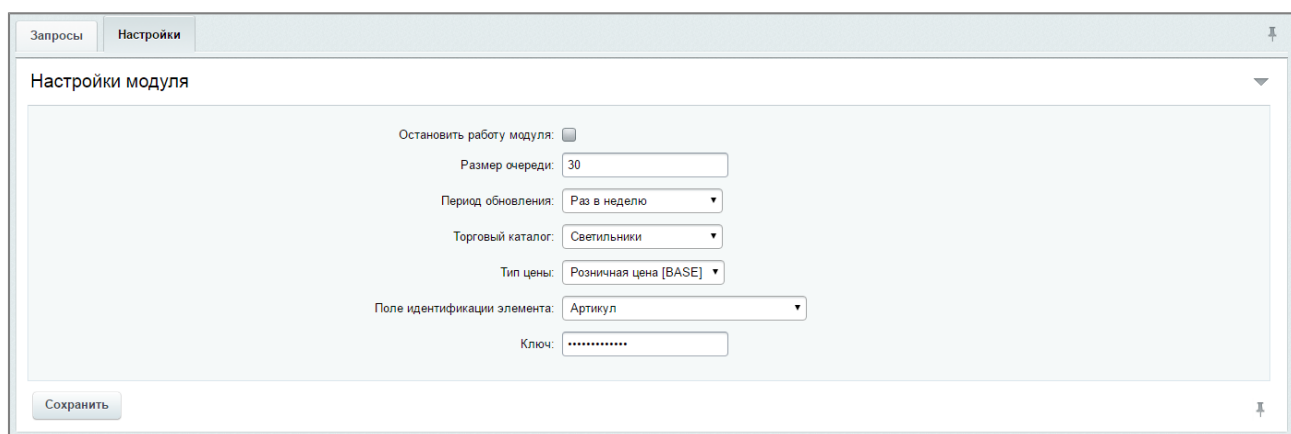 Запросы Настройки
Настройки модуля
Остановить работу модуля:
Размер очереди: 30
Период обновления: Раз в неделю
Торговый каталог: Светильники
Тип цены: Розничная цена [BASE]
Поле идентификации элемента: Артикул
Ключ: •••••••••••••
Сохранить